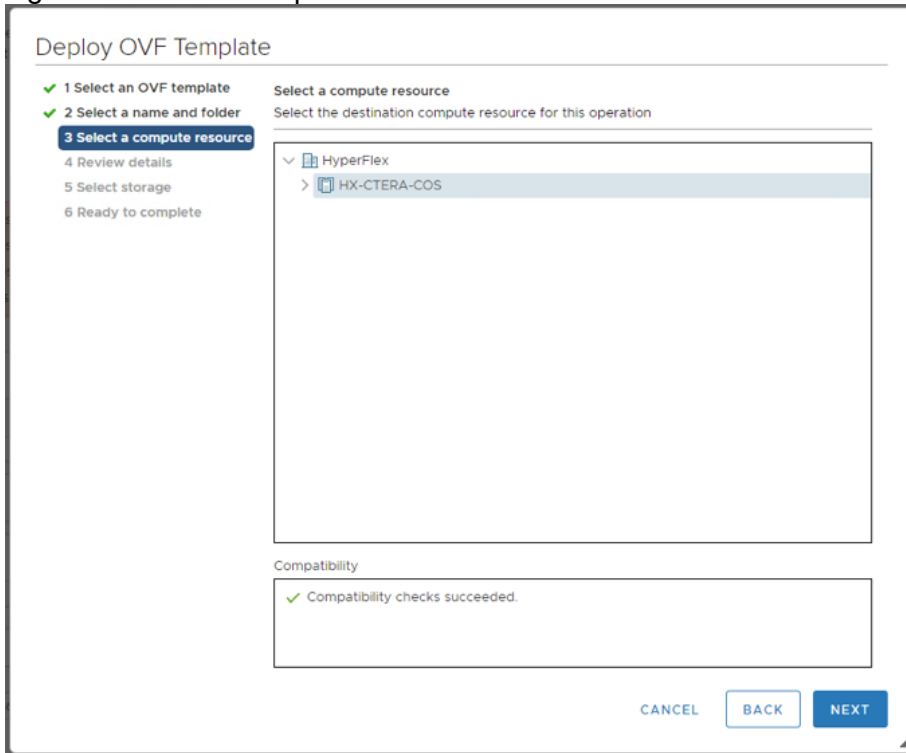 Deploy OVF Template
1 Select an OVF template
2 Select a name and folder
3 Select a compute resource
4 Review details
5 Select storage
6 Ready to complete
Select a compute resource
Select the destination compute resource for this operation
HyperFlex
HX-CTERA-COS
Compatibility
Compatibility checks succeeded.
CANCEL
BACK
NEXT